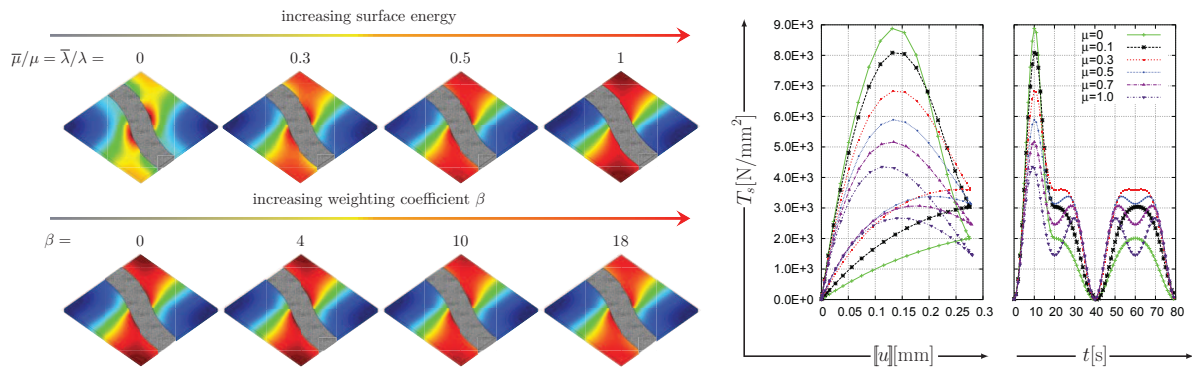 increasing surface energy
μ̅/μ = λ̅/λ = 0 0.3 0.5 1
increasing weighting coefficient β
β = 0 4 10 18
T_s[N/mm²]
9.0E+3
8.0E+3
7.0E+3
6.0E+3
5.0E+3
4.0E+3
3.0E+3
2.0E+3
1.0E+3
0.0E+0
0 0.05 0.1 0.15 0.2 0.25 0.3
⟦u⟧[mm]
μ=0
μ=0.1
μ=0.3
μ=0.5
μ=0.7
μ=1.0
0 10 20 30 40 50 60 70 80
t[s]